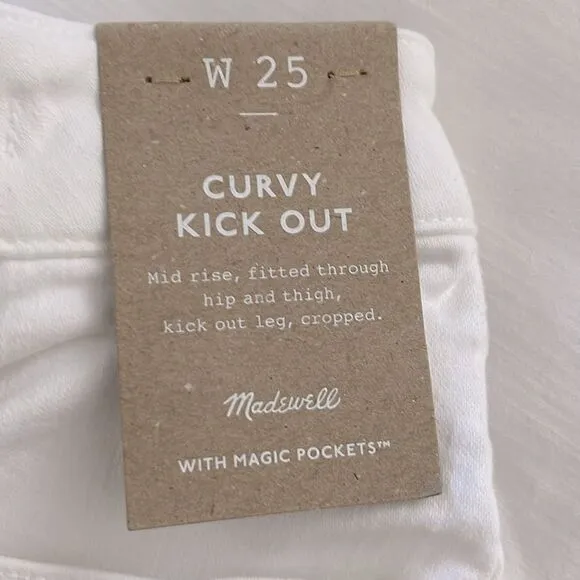 W 25
CURVY
KICK OUT
Mid rise, fitted through
hip and thigh,
kick out leg, cropped.
Madewell
WITH MAGIC POCKETS™